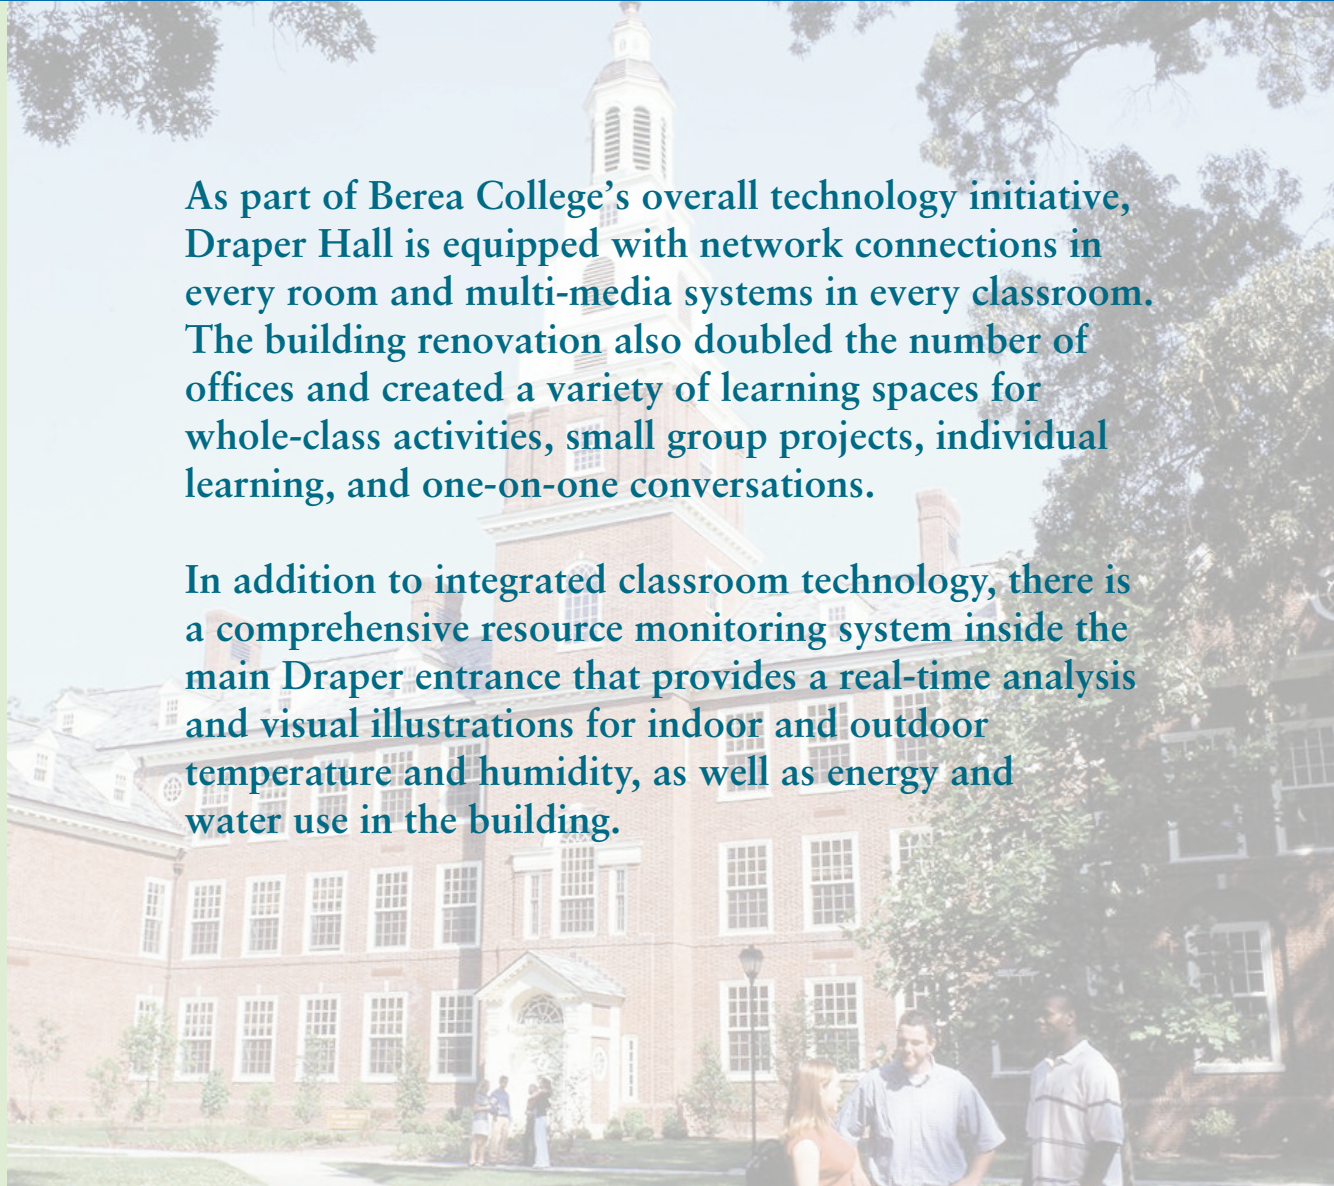 As part of Berea College’s overall technology initiative,
Draper Hall is equipped with network connections in
every room and multi-media systems in every classroom.
The building renovation also doubled the number of
offices and created a variety of learning spaces for
whole-class activities, small group projects, individual
learning, and one-on-one conversations.
In addition to integrated classroom technology, there is
a comprehensive resource monitoring system inside the
main Draper entrance that provides a real-time analysis
and visual illustrations for indoor and outdoor
temperature and humidity, as well as energy and
water use in the building.